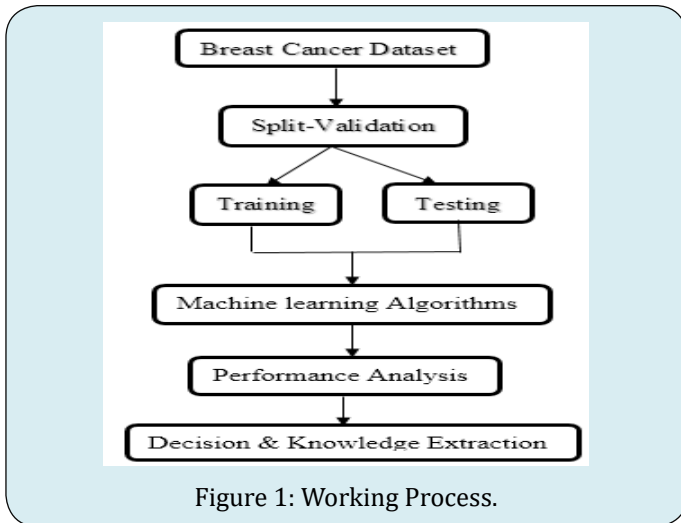 Breast Cancer Dataset
Split-Validation
Training
Testing
Machine learning Algorithms
Performance Analysis
Decision & Knowledge Extraction
Figure 1: Working Process.